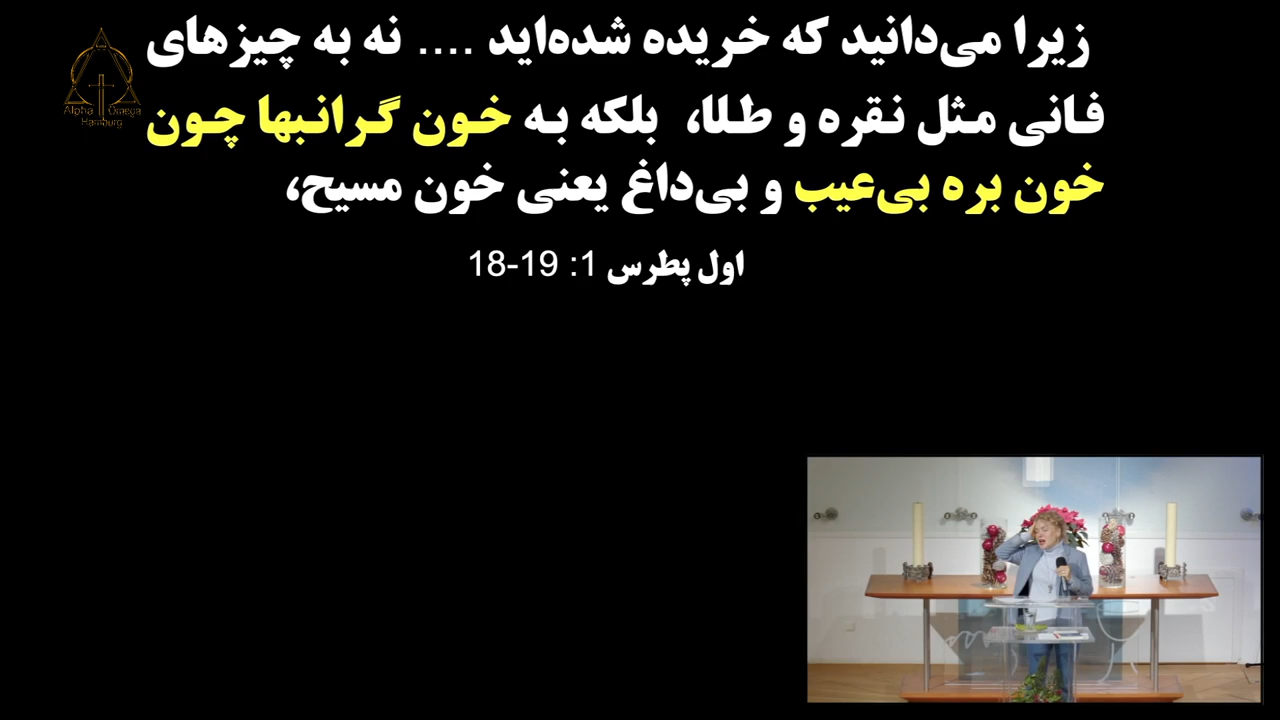 زیرا می‌دانید که خریده شده‌اید .... نه به چیزهای
فانی مثل نقره و طلا، بلکه به خون گرانبها چون
خون بره بی‌عیب و بی‌داغ یعنی خون مسیح،
اول پطرس 1: 19-18
Alpha Omega
Hamburg